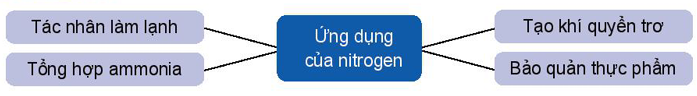 Tác nhân làm lạnh
Tổng hợp ammonia
Ứng dụng
của nitrogen
Tạo khí quyển trơ
Bảo quản thực phẩm